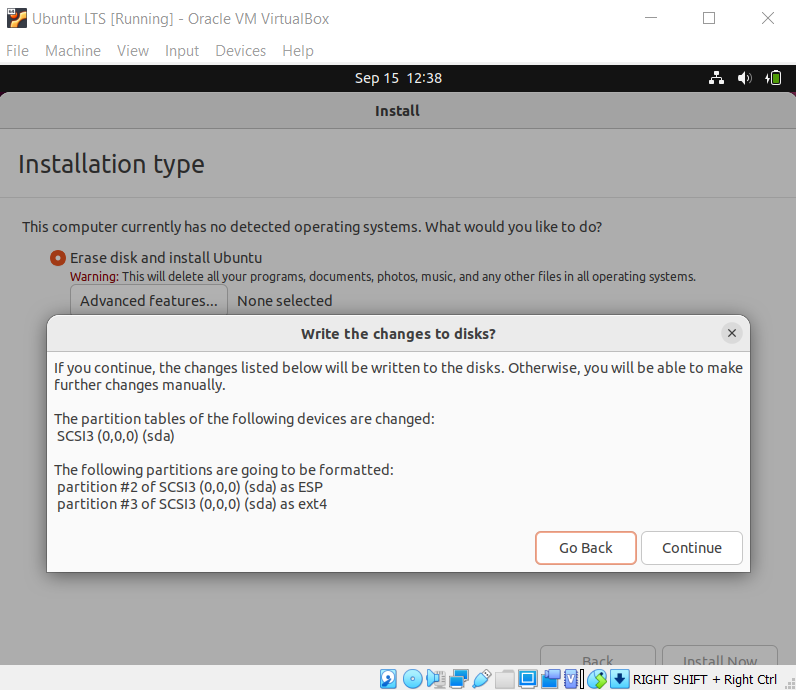 Ubuntu LTS [Running] - Oracle VM VirtualBox
File Machine View Input Devices Help
Sep 15 12:38
Install
Installation type
This computer currently has no detected operating systems. What would you like to do?
Erase disk and install Ubuntu
Warning: This will delete all your programs, documents, photos, music, and any other files in all operating systems.
Advanced features... None selected
Write the changes to disks?
If you continue, the changes listed below will be written to the disks. Otherwise, you will be able to make
further changes manually.
The partition tables of the following devices are changed:
SCSI3 (0,0,0) (sda)
The following partitions are going to be formatted:
partition #2 of SCSI3 (0,0,0) (sda) as ESP
partition #3 of SCSI3 (0,0,0) (sda) as ext4
Go Back Continue
Back Install Now
RIGHT SHIFT + Right Ctrl